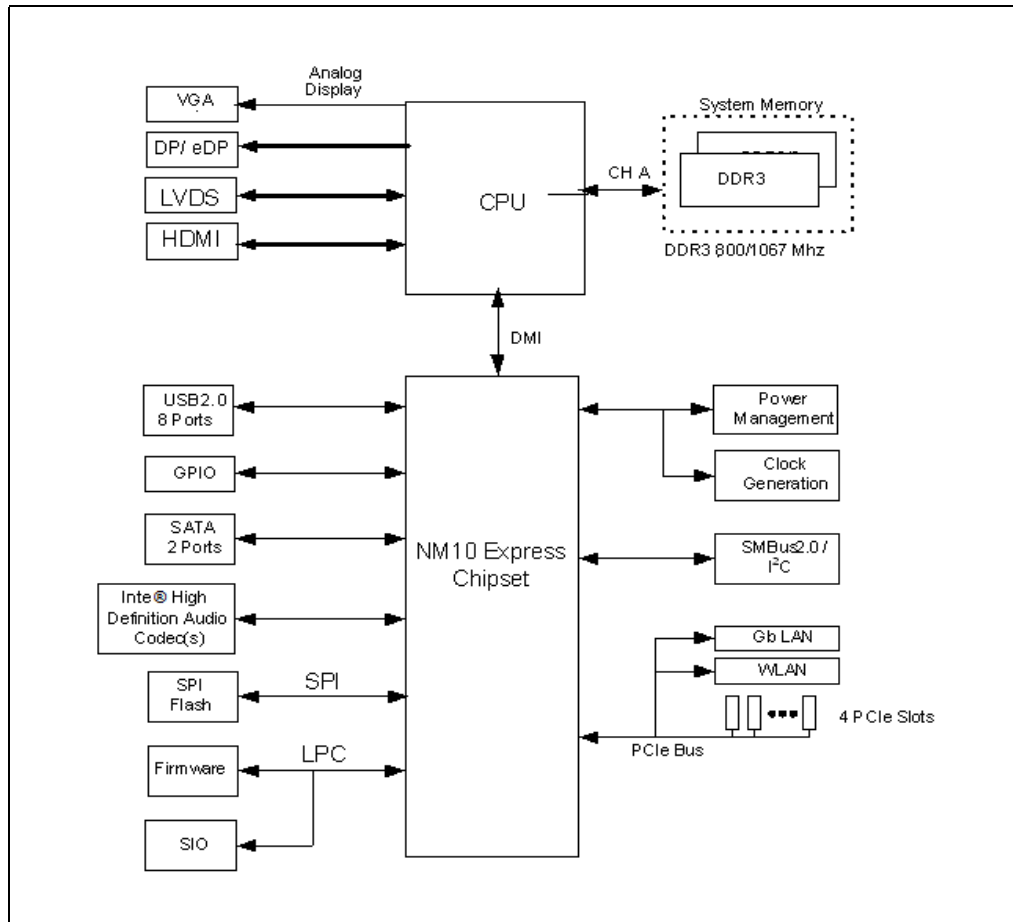 Analog
Display
VGA
DP/ eDP
LVDS
HDMI
CPU
CH A
System Memory
DDR3
DDR3 800/1067 Mhz
DMI
USB2.0
8 Ports
GPIO
SATA
2 Ports
Inte® High
Definition Audio
Codec(s)
SPI
Flash
SPI
Firmware
LPC
SIO
NM10 Express
Chipset
Power
Management
Clock
Generation
SMBus2.0 /
I²C
Gb LAN
WLAN
4 PCIe Slots
PCIe Bus